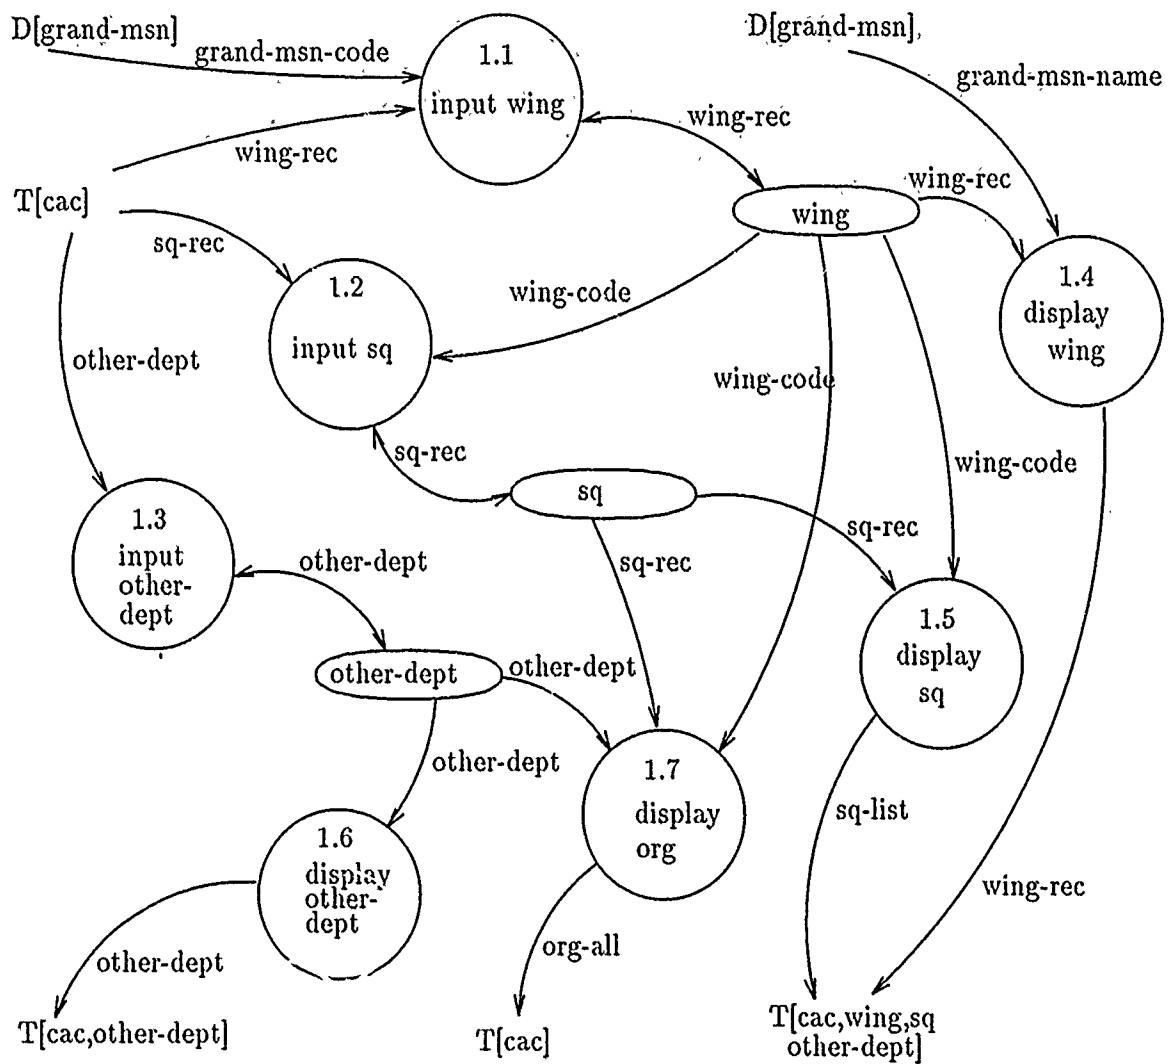 D[grand-msn]
D[grand-msn]
grand-msn-code
1.1
input wing
grand-msn-name
wing-rec
wing-rec
wing-rec
T[cac]
wing
sq-rec
1.2
input sq
wing-code
1.4
display
wing
other-dept
wing-code
sq-rec
wing-code
sq
1.3
input
other-
dept
other-dept
sq-rec
sq-rec
1.5
display
sq
other-dept
other-dept
other-dept
1.7
display
org
sq-list
1.6
display
other-
dept
wing-rec
other-dept
org-all
T[cac,other-dept]
T[cac]
T[cac,wing,sq
other-dept]